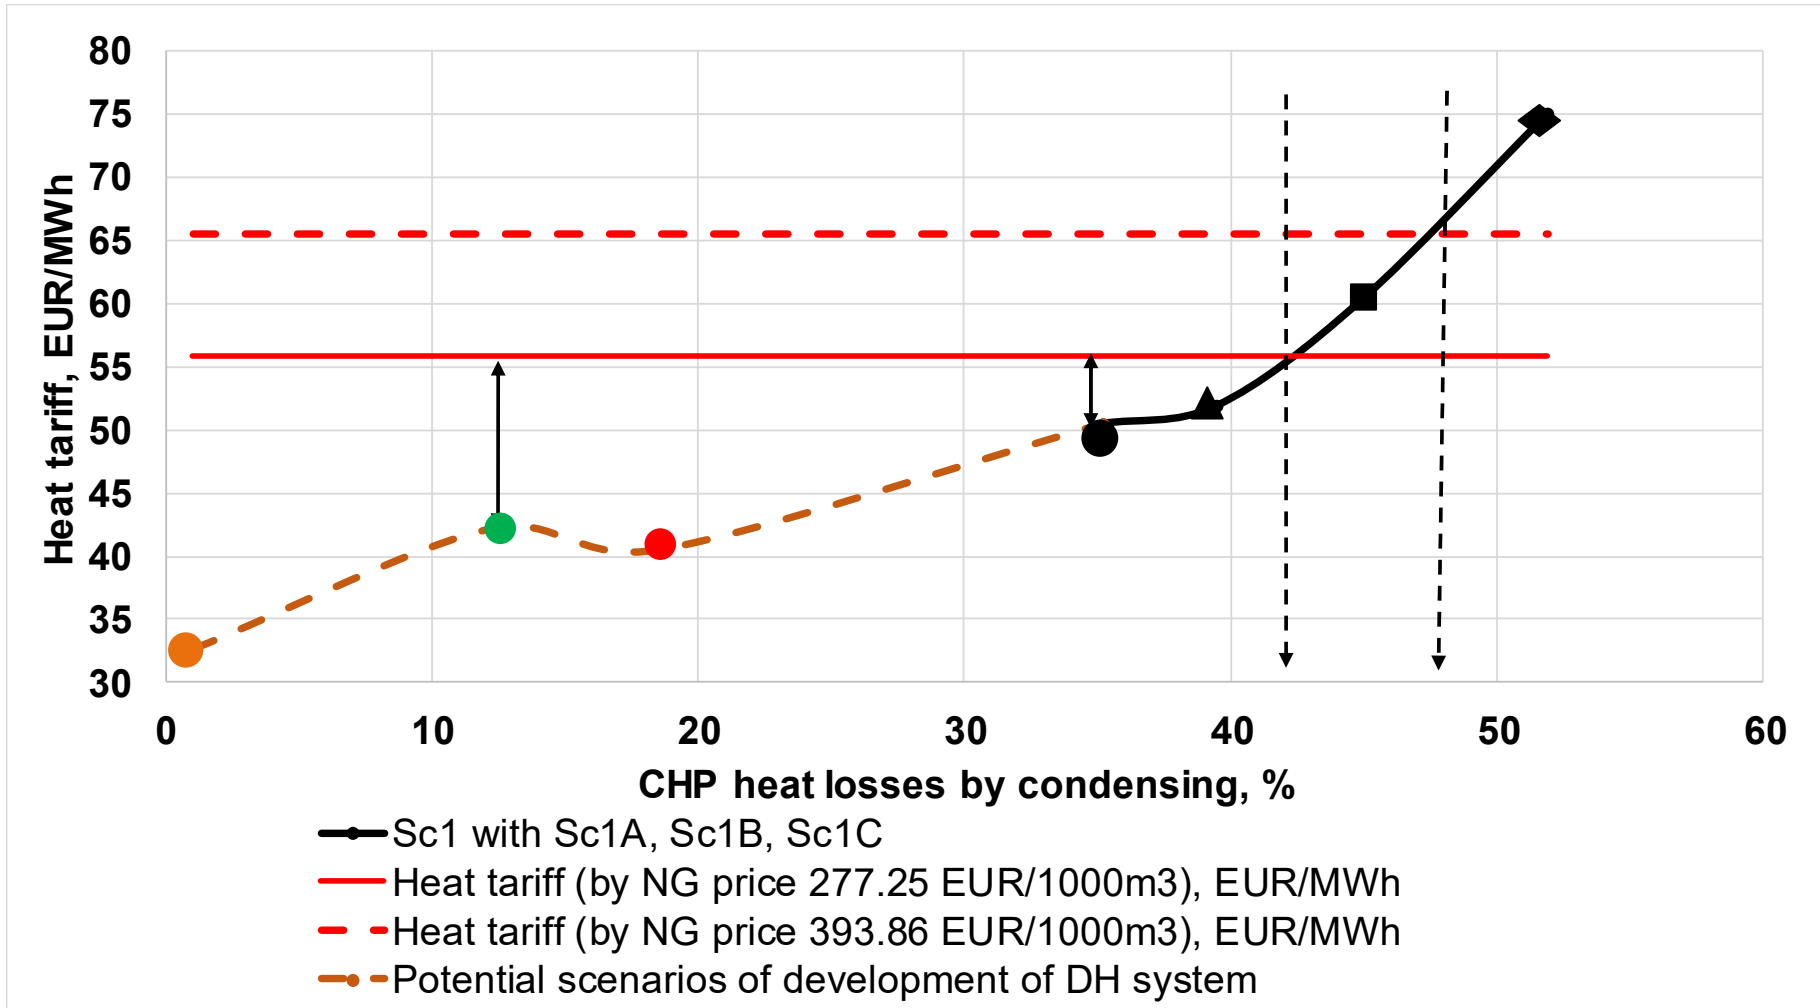 80
75
70
65
60
55
50
45
40
35
30
Heat tariff, EUR/MWh
0 10 20 30 40 50 60
CHP heat losses by condensing, %
Sc1 with Sc1A, Sc1B, Sc1C
Heat tariff (by NG price 277.25 EUR/1000m3), EUR/MWh
Heat tariff (by NG price 393.86 EUR/1000m3), EUR/MWh
Potential scenarios of development of DH system